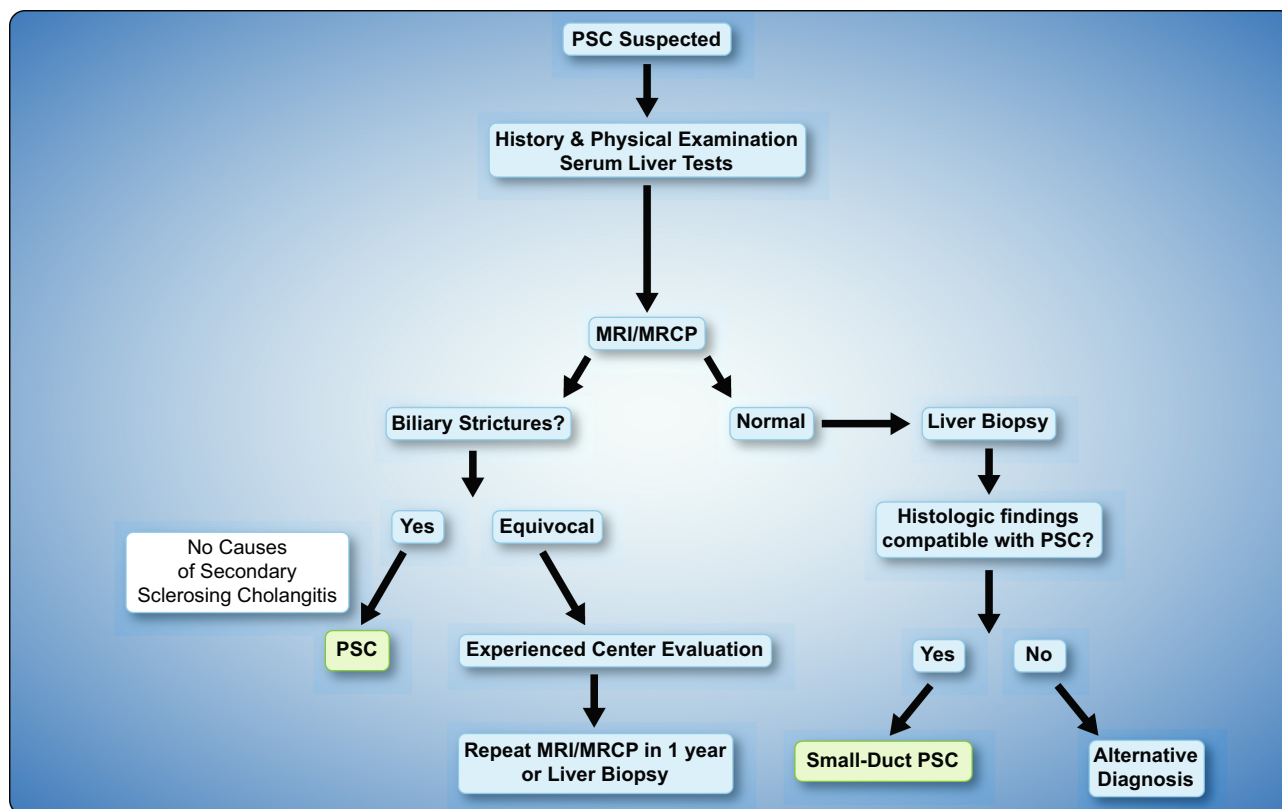 PSC Suspected
History & Physical Examination
Serum Liver Tests
MRI/MRCP
Biliary Strictures?
Normal
Liver Biopsy
Yes
Equivocal
Histologic findings
compatible with PSC?
No Causes
of Secondary
Sclerosing Cholangitis
PSC
Experienced Center Evaluation
Yes
No
Repeat MRI/MRCP in 1 year
or Liver Biopsy
Small-Duct PSC
Alternative
Diagnosis